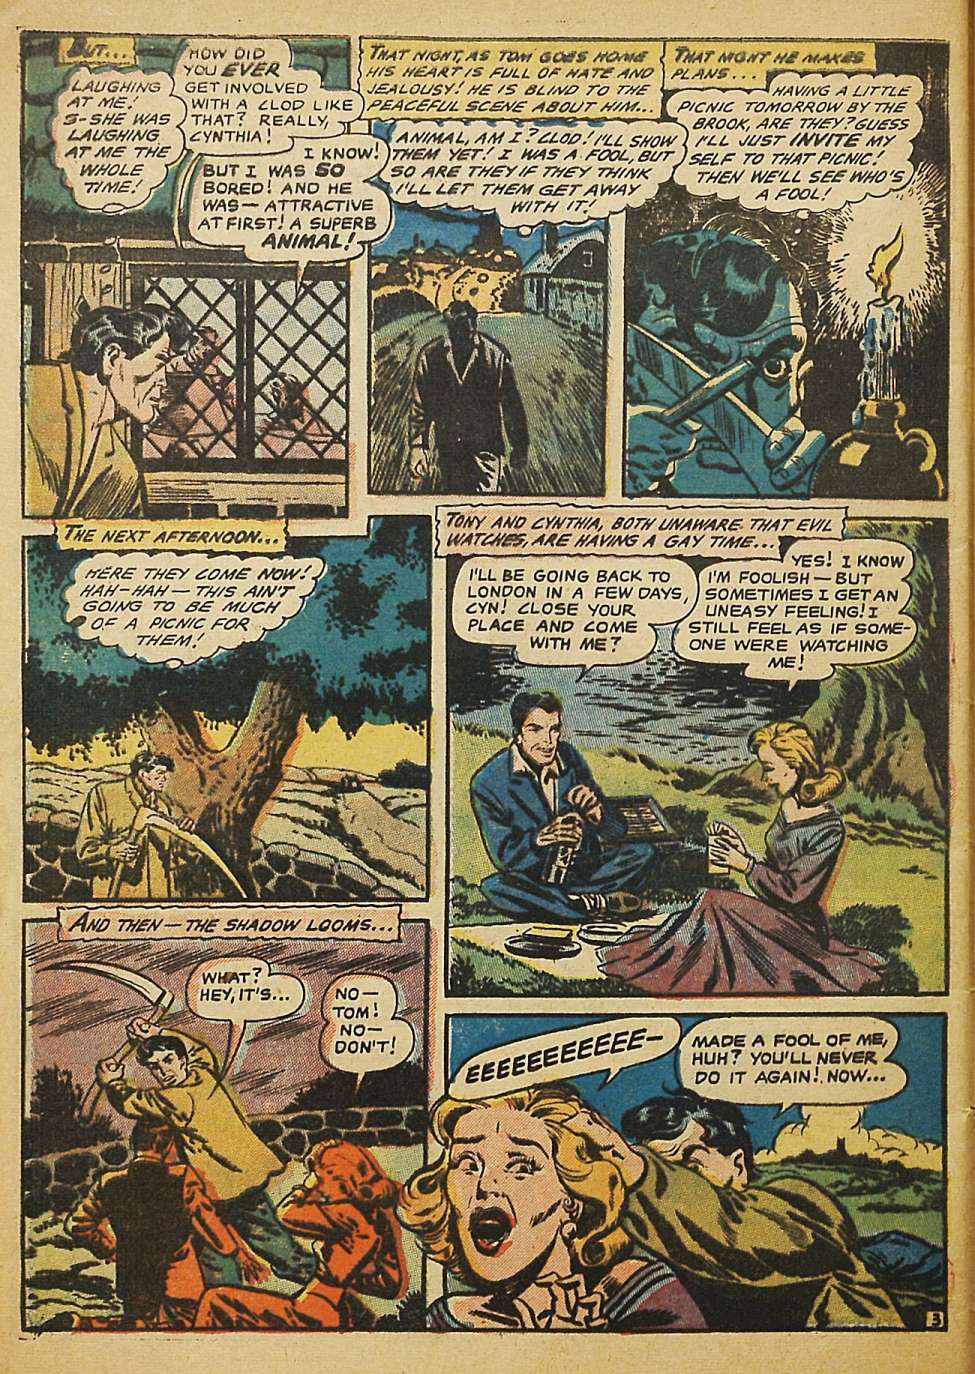 BUT...
LAUGHING
AT ME!
S-SHE WAS
LAUGHING
AT ME THE
WHOLE
TIME!
HOW DID
YOU EVER
GET INVOLVED
WITH A CLOD LIKE
THAT? REALLY,
CYNTHIA!
I KNOW!
BUT I WAS SO
BORED! AND HE
WAS—ATTRACTIVE
AT FIRST! A SUPERB
ANIMAL!
THAT NIGHT, AS TOM GOES HOME
HIS HEART IS FULL OF HATE AND
JEALOUSY! HE IS BLIND TO THE
PEACEFUL SCENE ABOUT HIM...
ANIMAL, AM I? CLOD! I'LL SHOW
THEM YET! I WAS A FOOL, BUT
SO ARE THEY IF THEY THINK
I'LL LET THEM GET AWAY
WITH IT!
THAT NIGHT HE MAKES
PLANS...
HAVING A LITTLE
PICNIC TOMORROW BY THE
BROOK, ARE THEY? GUESS
I'LL JUST INVITE MY
SELF TO THAT PICNIC!
THEN WE'LL SEE WHO'S
A FOOL!
THE NEXT AFTERNOON...
HERE THEY COME NOW!
HAH-HAH—THIS AIN'T
GOING TO BE MUCH
OF A PICNIC FOR
THEM!
TONY AND CYNTHIA, BOTH UNAWARE THAT EVIL
WATCHES, ARE HAVING A GAY TIME...
I'LL BE GOING BACK TO
LONDON IN A FEW DAYS,
CYN! CLOSE YOUR
PLACE AND COME
WITH ME?
YES! I KNOW
I'M FOOLISH—BUT
SOMETIMES I GET AN
UNEASY FEELING! I
STILL FEEL AS IF SOME-
ONE WERE WATCHING
ME!
AND THEN—THE SHADOW LOOMS...
WHAT?
HEY, IT'S...
NO—
TOM!
NO—
DON'T!
EEEEEEEEEEE—
MADE A FOOL OF ME,
HUH? YOU'LL NEVER
DO IT AGAIN! NOW...
3